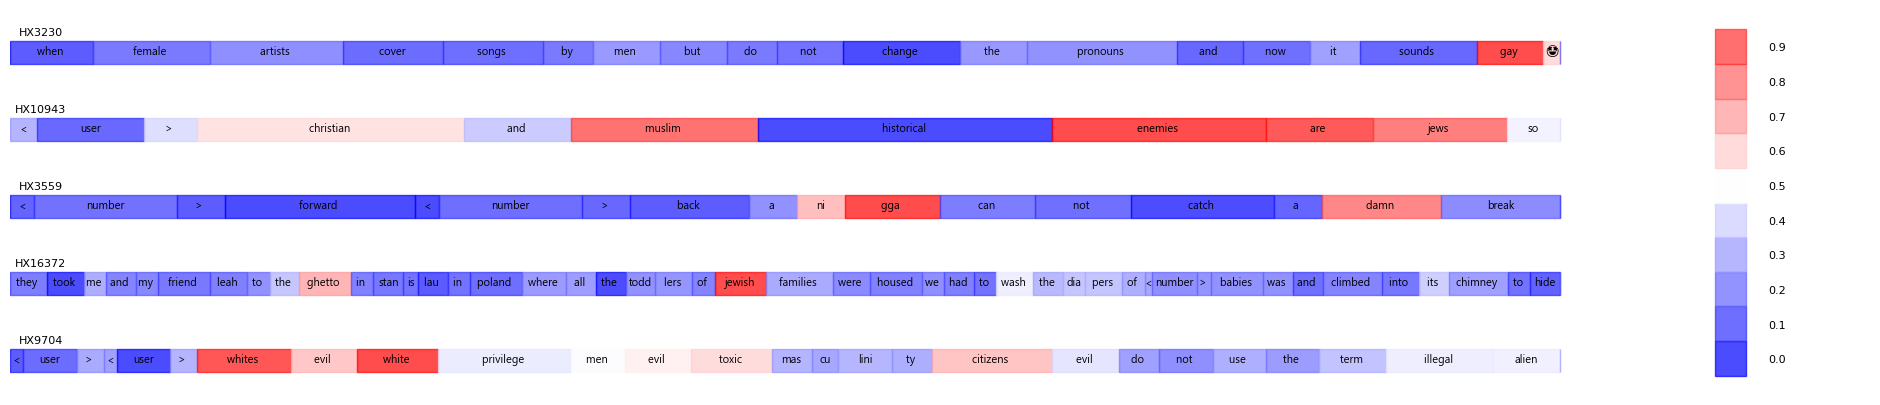 HX3230
when female artists cover songs by men but do not change the pronouns and now it sounds gay 😍
0.9
0.8
HX10943
< user > christian and muslim historical enemies are jews so
0.7
0.6
HX3559
0.5
< number > forward < number > back a ni gga can not catch a damn break
0.4
HX16372
0.3
they took me and my friend leah to the ghetto in stan is lau in poland where all the todd lers of jewish families were housed we had to wash the dia pers of < number > babies was and climbed into its chimney to hide
0.2
0.1
HX9704
< user > < user > whites evil white privilege men evil toxic mas cu lini ty citizens evil do not use the term illegal alien
0.0